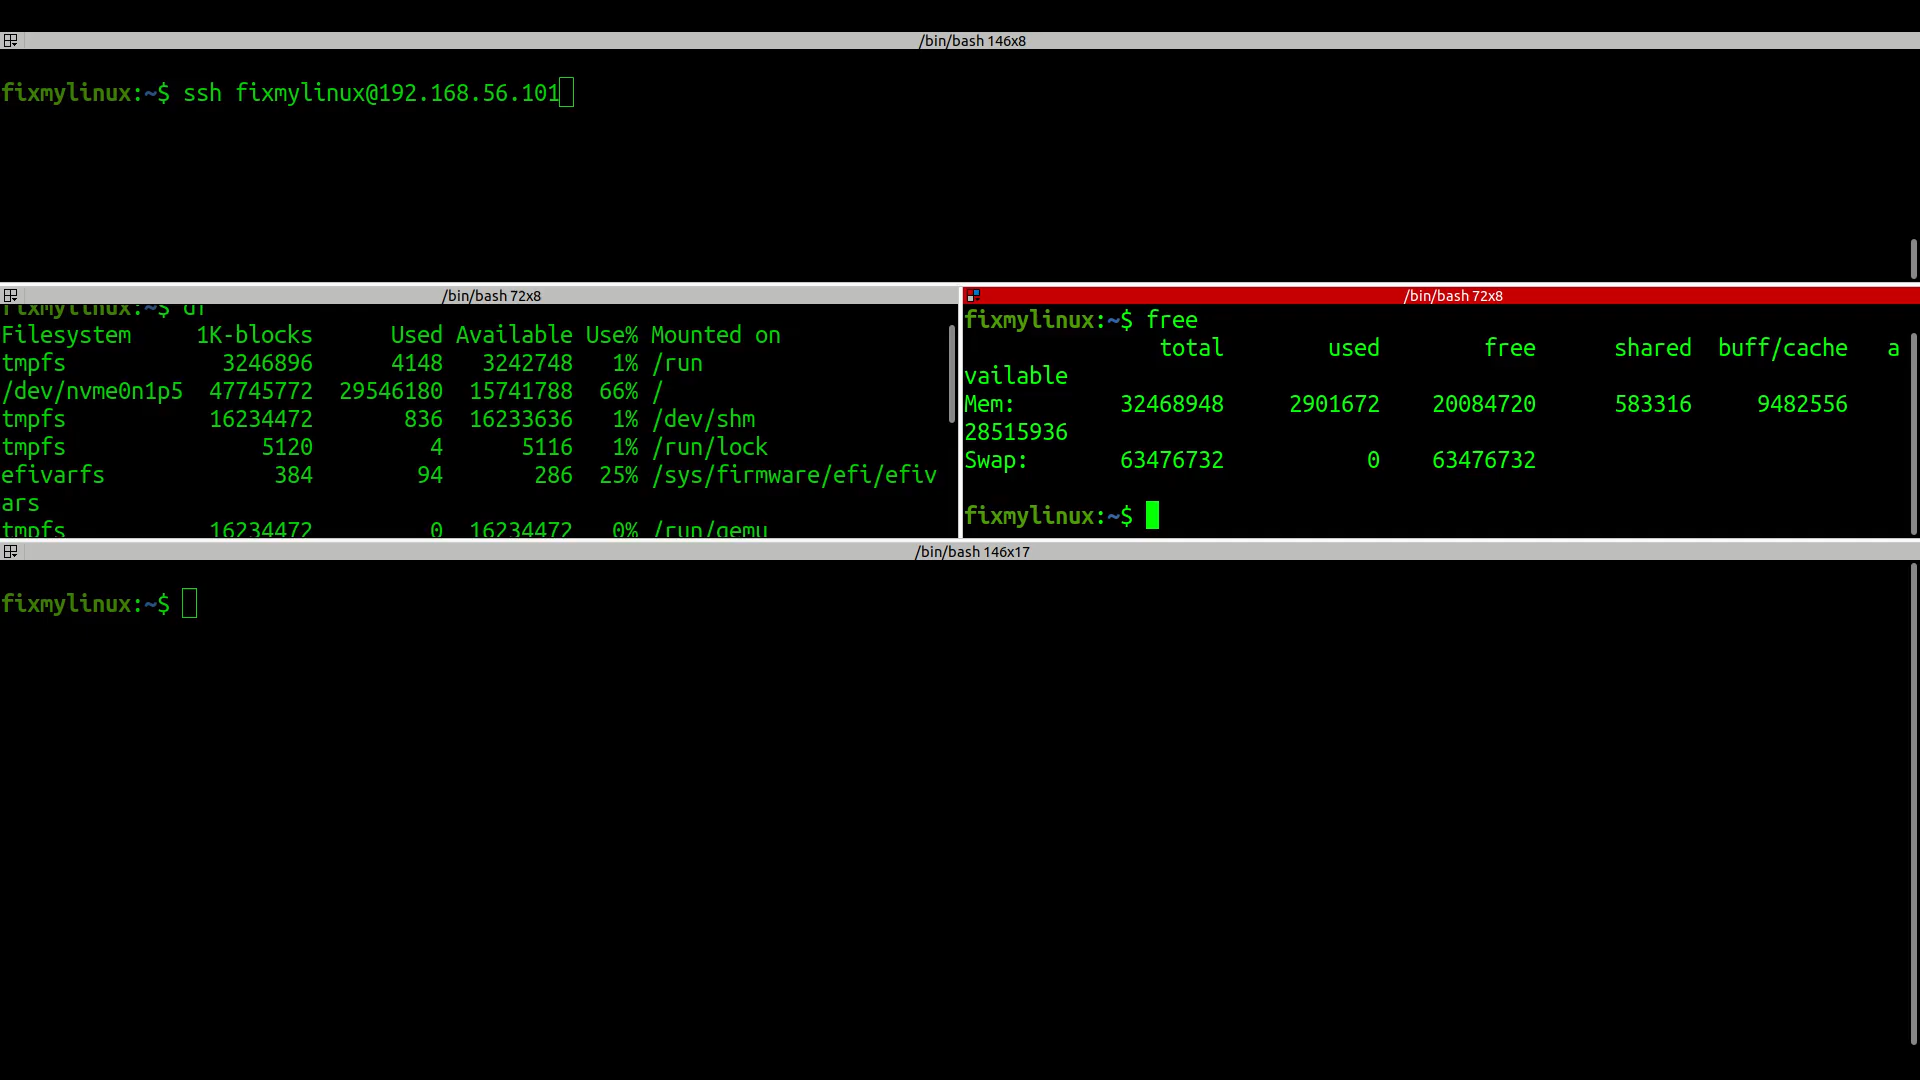 /bin/bash 146x8
fixmylinux:~$ ssh fixmylinux@192.168.56.101
/bin/bash 72x8
fixmylinux:~$ df
Filesystem     1K-blocks      Used Available Use% Mounted on
tmpfs            3246896      4148   3242748   1% /run
/dev/nvme0n1p5  47745772  29546180  15741788  66% /
tmpfs           16234472       836  16233636   1% /dev/shm
tmpfs               5120         4      5116   1% /run/lock
efivarfs             384        94       286  25% /sys/firmware/efi/efiv
ars
tmpfs           16234472         0  16234472   0% /run/qemu
/bin/bash 72x8
fixmylinux:~$ free
               total        used        free      shared  buff/cache   a
vailable
Mem:        32468948     2901672    20084720      583316     9482556
28515936
Swap:       63476732           0    63476732
fixmylinux:~$
/bin/bash 146x17
fixmylinux:~$